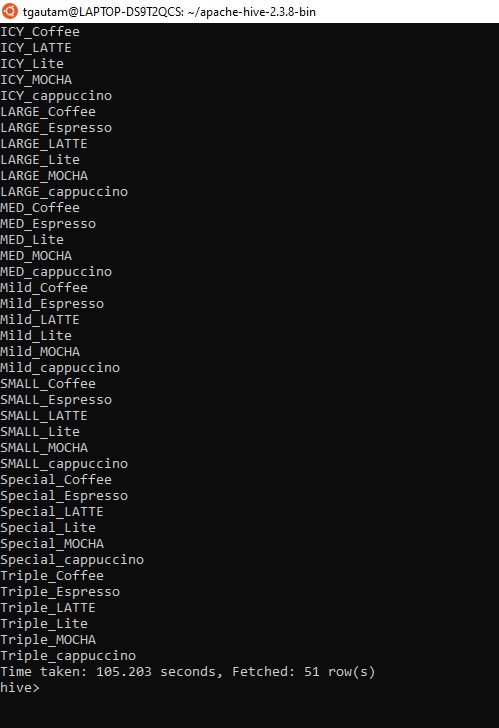 tgautam@LAPTOP-DS9T2QCS: ~/apache-hive-2.3.8-bin
ICY_Coffee
ICY_LATTE
ICY_Lite
ICY_MOCHA
ICY_cappuccino
LARGE_Coffee
LARGE_Espresso
LARGE_LATTE
LARGE_Lite
LARGE_MOCHA
LARGE_cappuccino
MED_Coffee
MED_Espresso
MED_Lite
MED_MOCHA
MED_cappuccino
Mild_Coffee
Mild_Espresso
Mild_LATTE
Mild_Lite
Mild_MOCHA
Mild_cappuccino
SMALL_Coffee
SMALL_Espresso
SMALL_LATTE
SMALL_Lite
SMALL_MOCHA
SMALL_cappuccino
Special_Coffee
Special_Espresso
Special_LATTE
Special_Lite
Special_MOCHA
Special_cappuccino
Triple_Coffee
Triple_Espresso
Triple_LATTE
Triple_Lite
Triple_MOCHA
Triple_cappuccino
Time taken: 105.203 seconds, Fetched: 51 row(s)
hive>